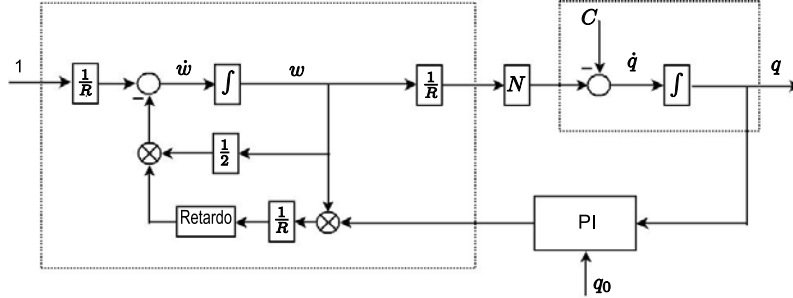 C
1
1/R
−
ẇ
∫
w
1/R
N
−
q̇
∫
q
1/2
Retardo
1/R
PI
q₀